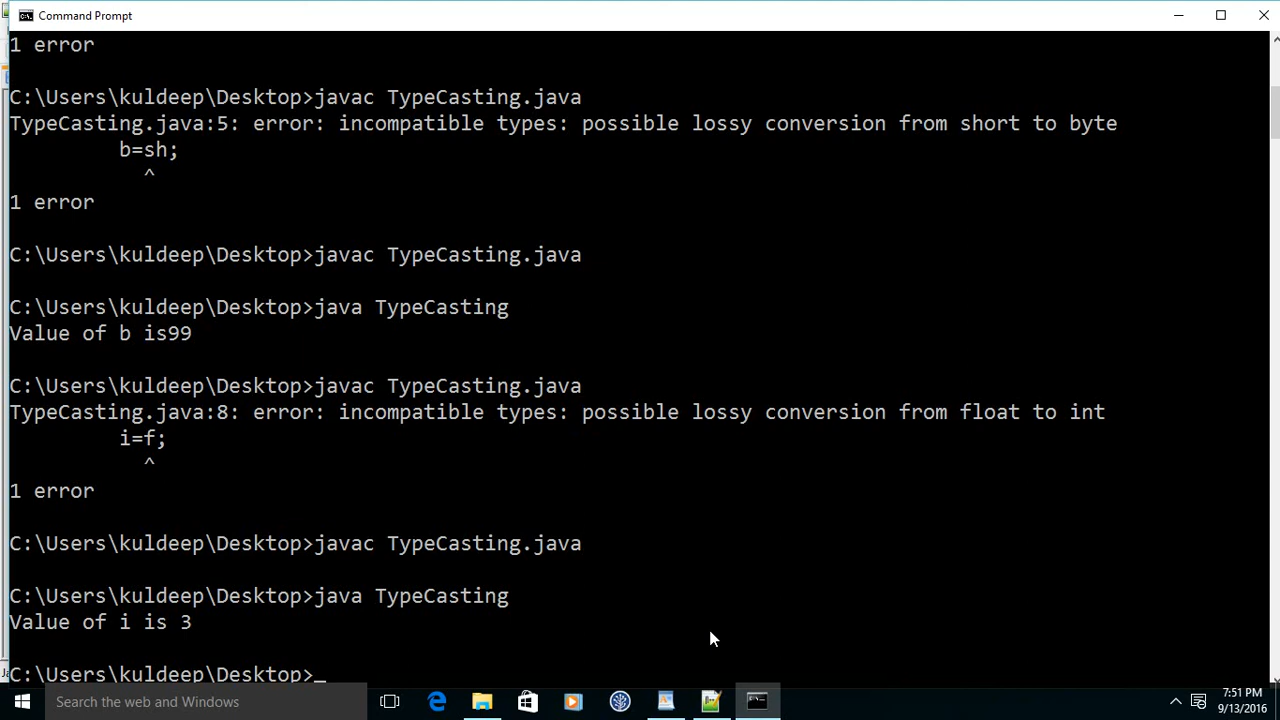 Command Prompt
1 error
C:\Users\kuldeep\Desktop>javac TypeCasting.java
TypeCasting.java:5: error: incompatible types: possible lossy conversion from short to byte
b=sh;
^
1 error
C:\Users\kuldeep\Desktop>javac TypeCasting.java
C:\Users\kuldeep\Desktop>java TypeCasting
Value of b is99
C:\Users\kuldeep\Desktop>javac TypeCasting.java
TypeCasting.java:8: error: incompatible types: possible lossy conversion from float to int
i=f;
^
1 error
C:\Users\kuldeep\Desktop>javac TypeCasting.java
C:\Users\kuldeep\Desktop>java TypeCasting
Value of i is 3
C:\Users\kuldeep\Desktop>_
Search the web and Windows
7:51 PM
9/13/2016